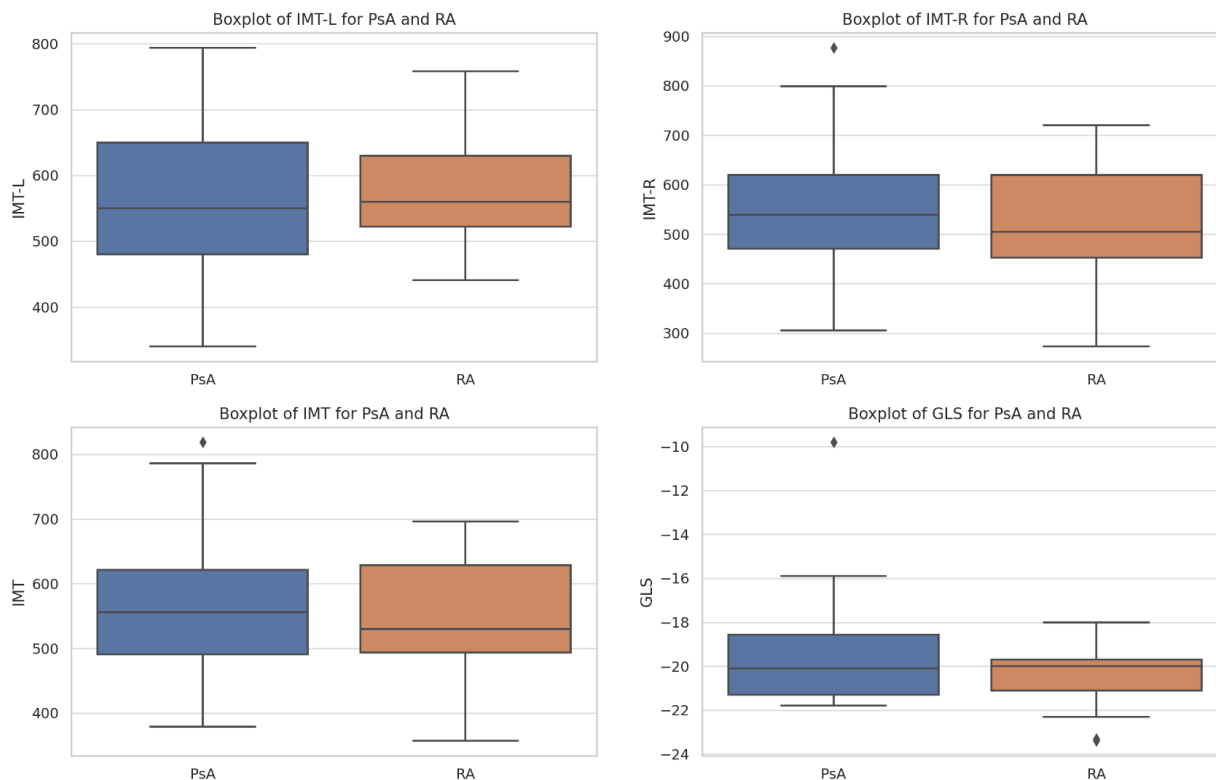 Boxplot of IMT-L for PsA and RA
800
700
600
500
400
IMT-L
PsA
RA
Boxplot of IMT-R for PsA and RA
900
800
700
600
500
400
300
IMT-R
PsA
RA
Boxplot of IMT for PsA and RA
800
700
600
500
400
IMT
PsA
RA
Boxplot of GLS for PsA and RA
−10
−12
−14
−16
−18
−20
−22
−24
GLS
PsA
RA